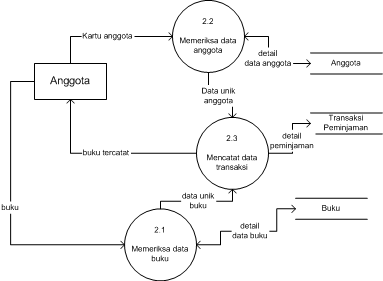 2.2
Memeriksa data
anggota
Kartu anggota
detail
data anggota
Anggota
Anggota
Data unik
anggota
Transaksi
Peminjaman
2.3
Mencatat data
transaksi
detail
peminjaman
buku tercatat
data unik
buku
buku
Buku
2.1
Memeriksa data
buku
detail
data buku